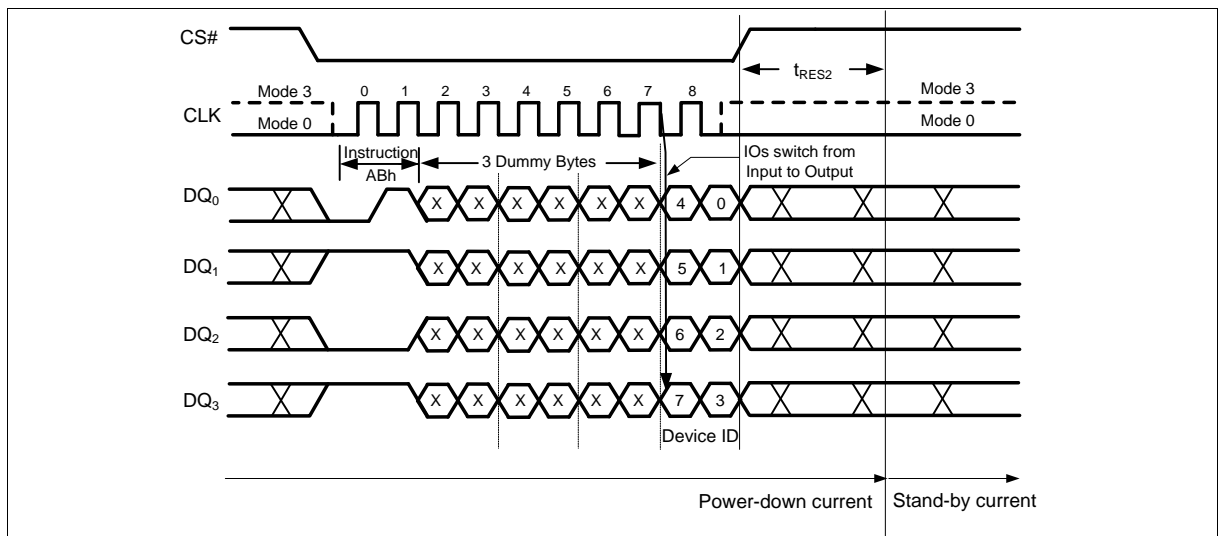 CS#
tRES2
Mode 3 0 1 2 3 4 5 6 7 8 Mode 3
CLK
Mode 0 Mode 0
Instruction
ABh
3 Dummy Bytes
IOs switch from
Input to Output
DQ0 X X X X X X 4 0
DQ1 X X X X X X 5 1
DQ2 X X X X X X 6 2
DQ3 X X X X X X 7 3
Device ID
Power-down current Stand-by current